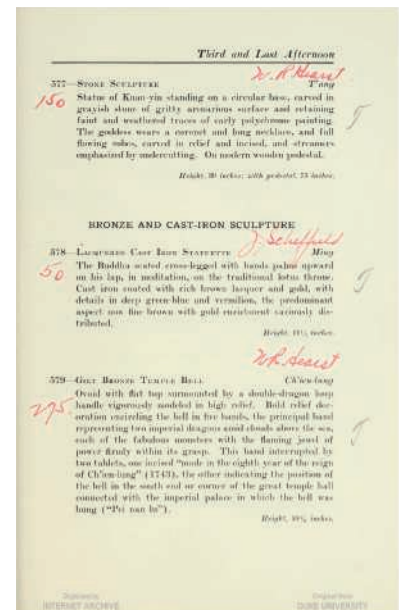 Third and Last Afternoon
W. R. Hearst
577—STONE SCULPTURE T'ang
150
Statue of Kuan-yin standing on a circular base, carved in
grayish stone of gritty arenarious surface and retaining
faint and weathered traces of early polychrome painting.
The goddess wears a coronet and long necklace, and full
flowing robes, carved in relief and incised, and streamers
emphasized by undercutting. On modern wooden pedestal.
Height, inches; with pedestal, inches.
BRONZE AND CAST-IRON SCULPTURE
J. Scheffield
578—LACQUERED CAST IRON STATUETTE Ming
50
The Buddha seated cross-legged with hands palms upward
on his lap, in meditation, on the traditional lotus throne.
Cast iron coated with rich brown lacquer and gold, with
details in deep green-blue and vermilion, the predominant
aspect now fine brown with gold enrichment variously dis-
tributed.
Height, inches.
W. R. Hearst
579—GILT BRONZE TEMPLE BELL Ch'ien-lung
275
Ovoid with flat top surmounted by a double-dragon loop
handle vigorously modeled in high relief. Bold relief dec-
oration encircling the bell in five bands, the principal band
representing two imperial dragons amid clouds above the sea,
each of the fabulous monsters with the flaming jewel of
power firmly within its grasp. This band interrupted by
two tablets, one incised "made in the eighth year of the reign
of Ch'ien-lung" (1743), the other indicating the position of
the bell in the south end or corner of the great temple hall
connected with the imperial palace in which the bell was
hung ("Pei nan lu").
Height, inches.
Digitized by
INTERNET ARCHIVE
Original from
DUKE UNIVERSITY